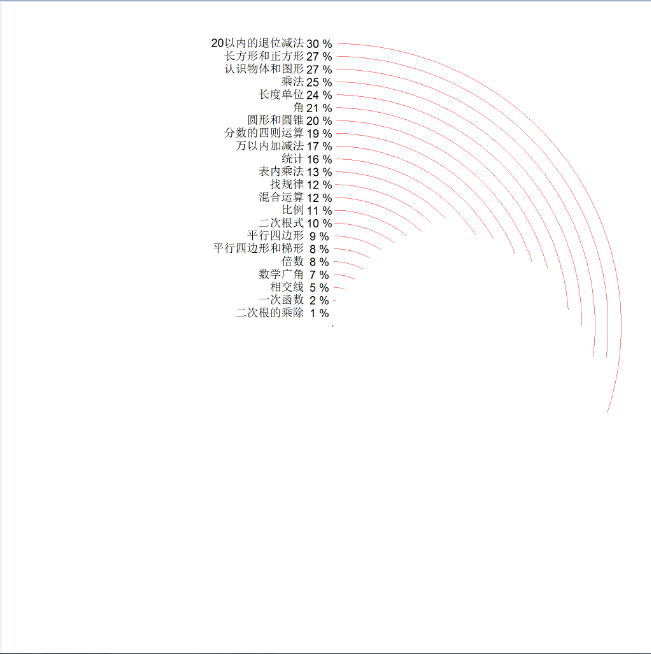 20以内的退位减法 30 %
长方形和正方形 27 %
认识物体和图形 27 %
乘法 25 %
长度单位 24 %
角 21 %
圆形和圆锥 20 %
分数的四则运算 19 %
万以内加减法 17 %
统计 16 %
表内乘法 13 %
找规律 12 %
混合运算 12 %
比例 11 %
二次根式 10 %
平行四边形 9 %
平行四边形和梯形 8 %
倍数 8 %
数学广角 7 %
相交线 5 %
一次函数 2 %
二次根的乘除 1 %